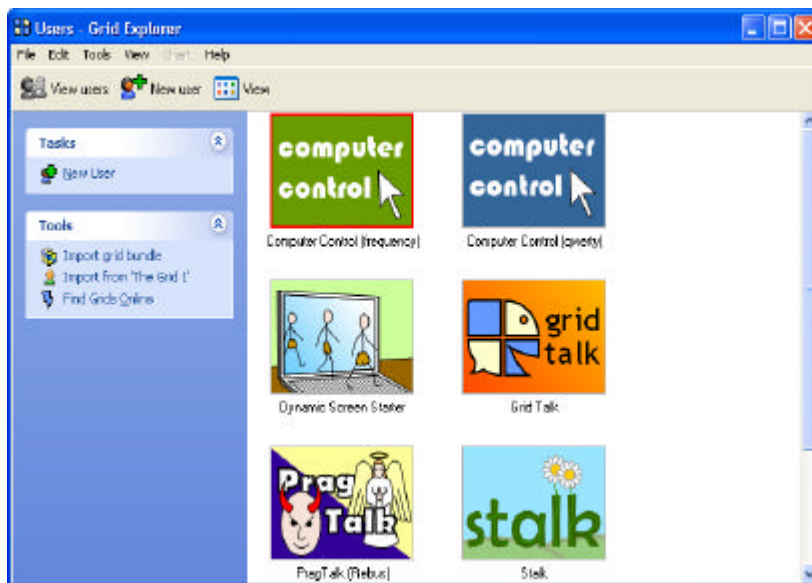 Users - Grid Explorer
File Edit Tools View Chart Help
View users New user View
Tasks
New User
Tools
Import grid bundle
Import from 'The Grid 1'
Find Grids Online
computer
control
Computer Control (frequency)
computer
control
Computer Control (qwerty)
Dynamic Screen Starter
grid
talk
Grid Talk
Prag
Talk
PragTalk (Rebus)
stalk
Stalk